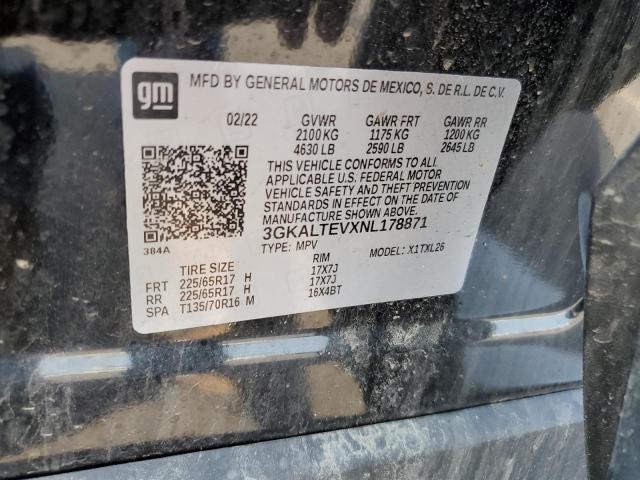 gm
MFD BY GENERAL MOTORS DE MEXICO, S. DE R.L. DE C.V.
02/22 GVWR GAWR FRT GAWR RR
2100 KG 1175 KG 1200 KG
4630 LB 2590 LB 2645 LB
THIS VEHICLE CONFORMS TO ALL
APPLICABLE U.S. FEDERAL MOTOR
VEHICLE SAFETY AND THEFT PREVENTION
STANDARDS IN EFFECT ON THE DATE OF
MANUFACTURE SHOWN ABOVE.
3GKALTEVXNL178871
384A TYPE: MPV MODEL: X1TXL26
TIRE SIZE RIM
FRT 225/65R17 H 17X7J
RR 225/65R17 H 17X7J
SPA T135/70R16 M 16X4BT